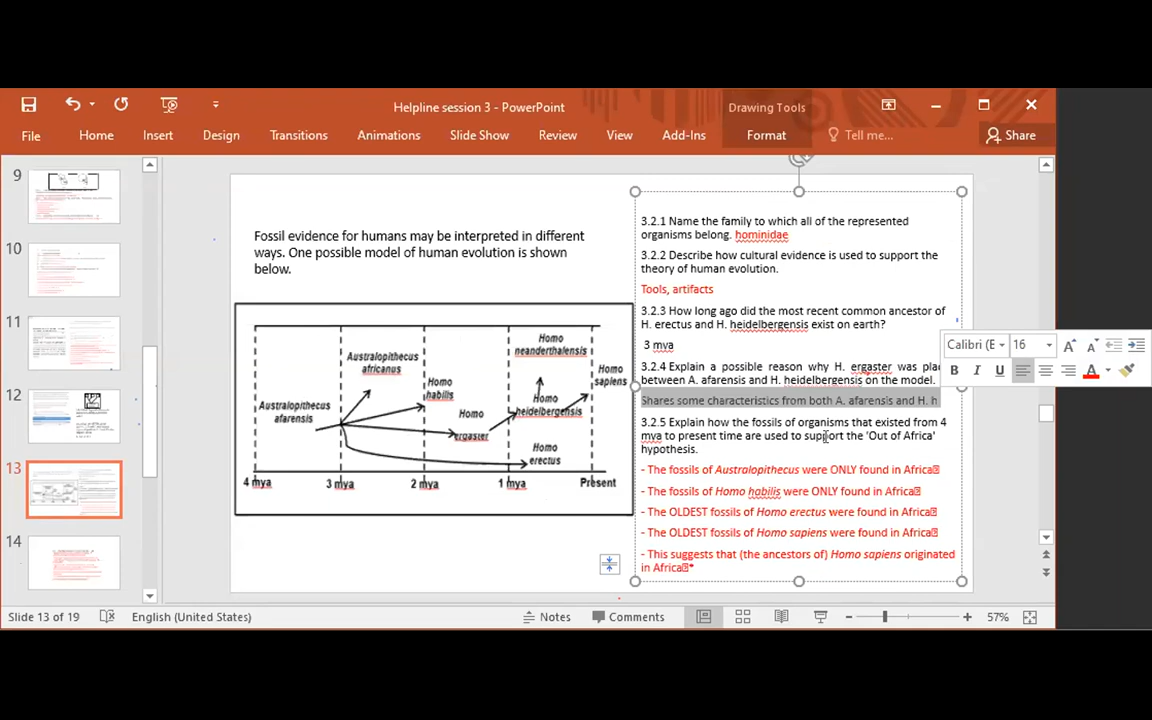 Helpline session 3 - PowerPoint
Drawing Tools
File
Home
Insert
Design
Transitions
Animations
Slide Show
Review
View
Add-Ins
Format
Tell me...
Share
9
10
11
12
13
14
Fossil evidence for humans may be interpreted in different
ways. One possible model of human evolution is shown
below.
Australopithecus
afarensis
Australopithecus
africanus
Homo
habilis
Homo
ergaster
Homo
neanderthalensis
Homo
heidelbergensis
Homo
erectus
Homo
sapiens
4 mya
3 mya
2 mya
1 mya
Present
3.2.1 Name the family to which all of the represented
organisms belong. hominidae
3.2.2 Describe how cultural evidence is used to support the
theory of human evolution.
Tools, artifacts
3.2.3 How long ago did the most recent common ancestor of
H. erectus and H. heidelbergensis exist on earth?
3 mya
3.2.4 Explain a possible reason why H. ergaster was plac
between A. afarensis and H. heidelbergensis on the model.
Shares some characteristics from both A. afarensis and H. h
3.2.5 Explain how the fossils of organisms that existed from 4
mya to present time are used to support the 'Out of Africa'
hypothesis.
- The fossils of Australopithecus were ONLY found in Africa
- The fossils of Homo habilis were ONLY found in Africa
- The OLDEST fossils of Homo erectus were found in Africa
- The OLDEST fossils of Homo sapiens were found in Africa
- This suggests that (the ancestors of) Homo sapiens originated
in Africa*
Calibri (E
16
A A
B I U A
Slide 13 of 19
English (United States)
Notes
Comments
57%